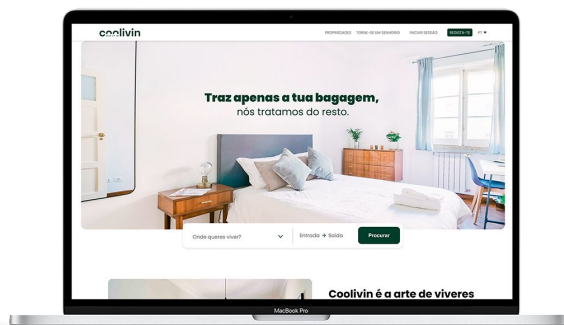 coolivin
PROPRIEDADES TORNE-SE UM SENHORIO INICIAR SESSÃO REGISTA-TE PT
Traz apenas a tua bagagem,
nós tratamos do resto.
Onde queres viver? Entrada → Saída Procurar
Coolivin é a arte de viveres
MacBook Pro